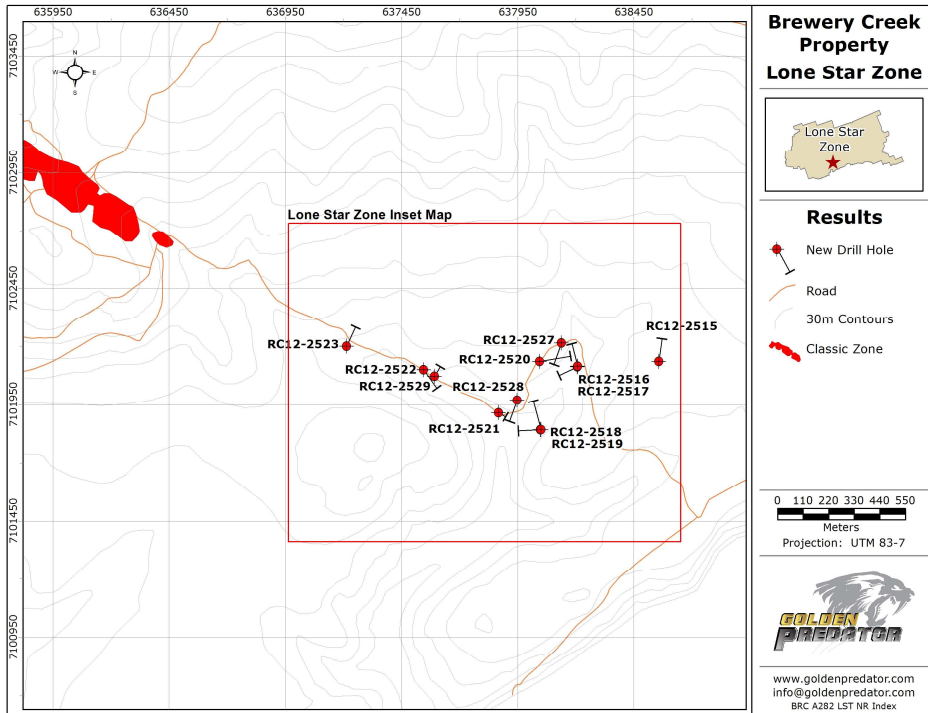 635950 636450 636950 637450 637950 638450
7103450
7102950
7102450
7101950
7101450
7100950
N
W E
S
Lone Star Zone Inset Map
RC12-2515
RC12-2527
RC12-2523
RC12-2520
RC12-2522
RC12-2516
RC12-2529
RC12-2528
RC12-2517
RC12-2521
RC12-2518
RC12-2519
Brewery Creek
Property
Lone Star Zone
Lone Star
Zone
Results
New Drill Hole
Road
30m Contours
Classic Zone
0 110 220 330 440 550
Meters
Projection: UTM 83-7
GOLDEN
PREDATOR
www.goldenpredator.com
info@goldenpredator.com
BRC A282 LST NR Index